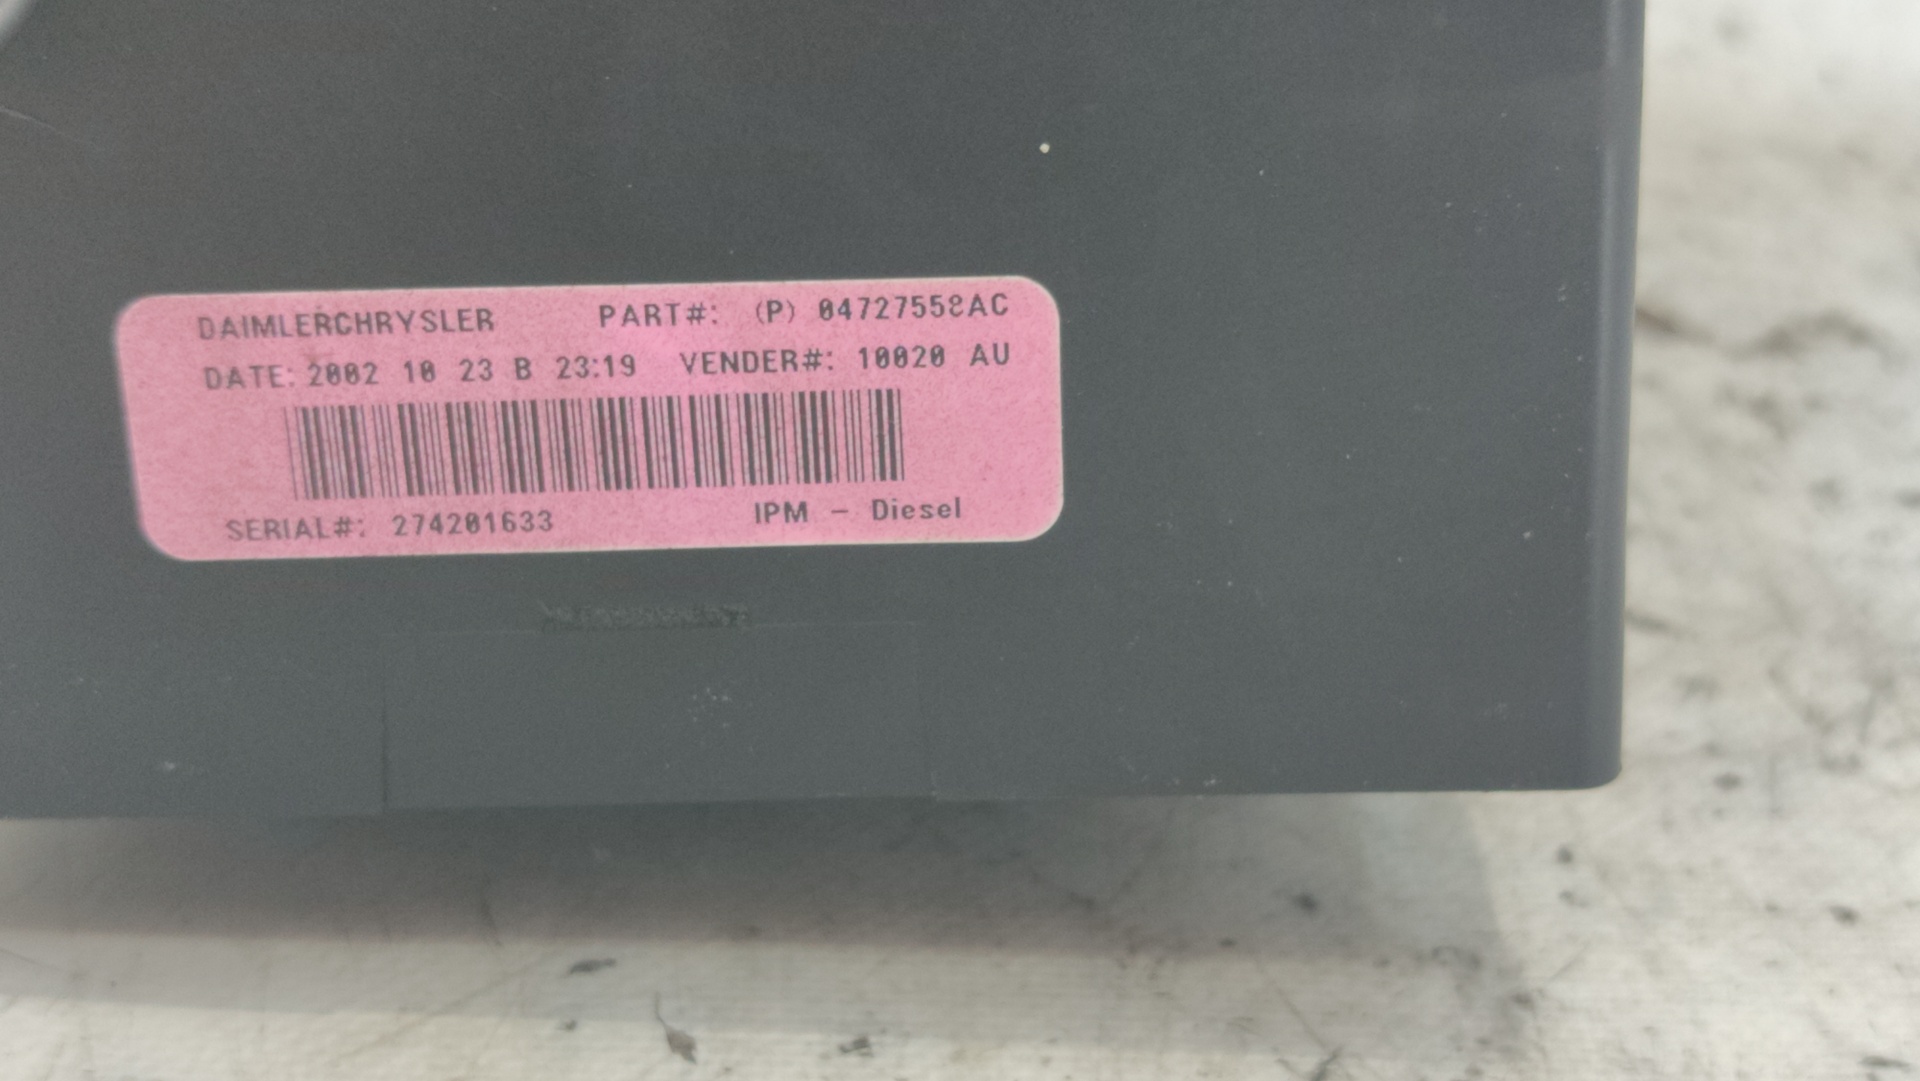 DAIMLERCHRYSLER PART#: (P) 04727558AC
DATE: 2002 10 23 B 23:19 VENDER#: 10020 AU
SERIAL#: 274201633 IPM - Diesel